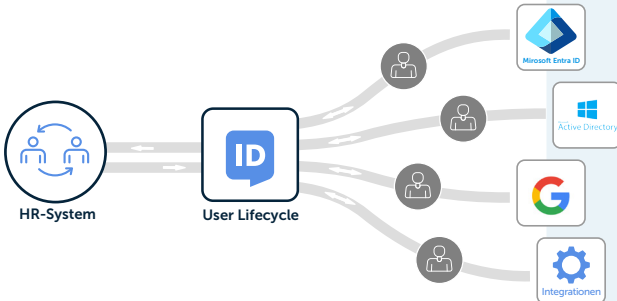 Mirosoft Entra ID
Active Directory
ID
HR-System
User Lifecycle
G
Integrationen